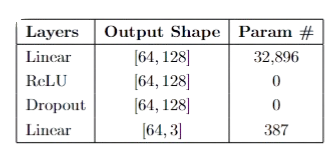 Layers Output Shape Param #
Linear [64, 128] 32,896
ReLU [64, 128] 0
Dropout [64, 128] 0
Linear [64, 3] 387